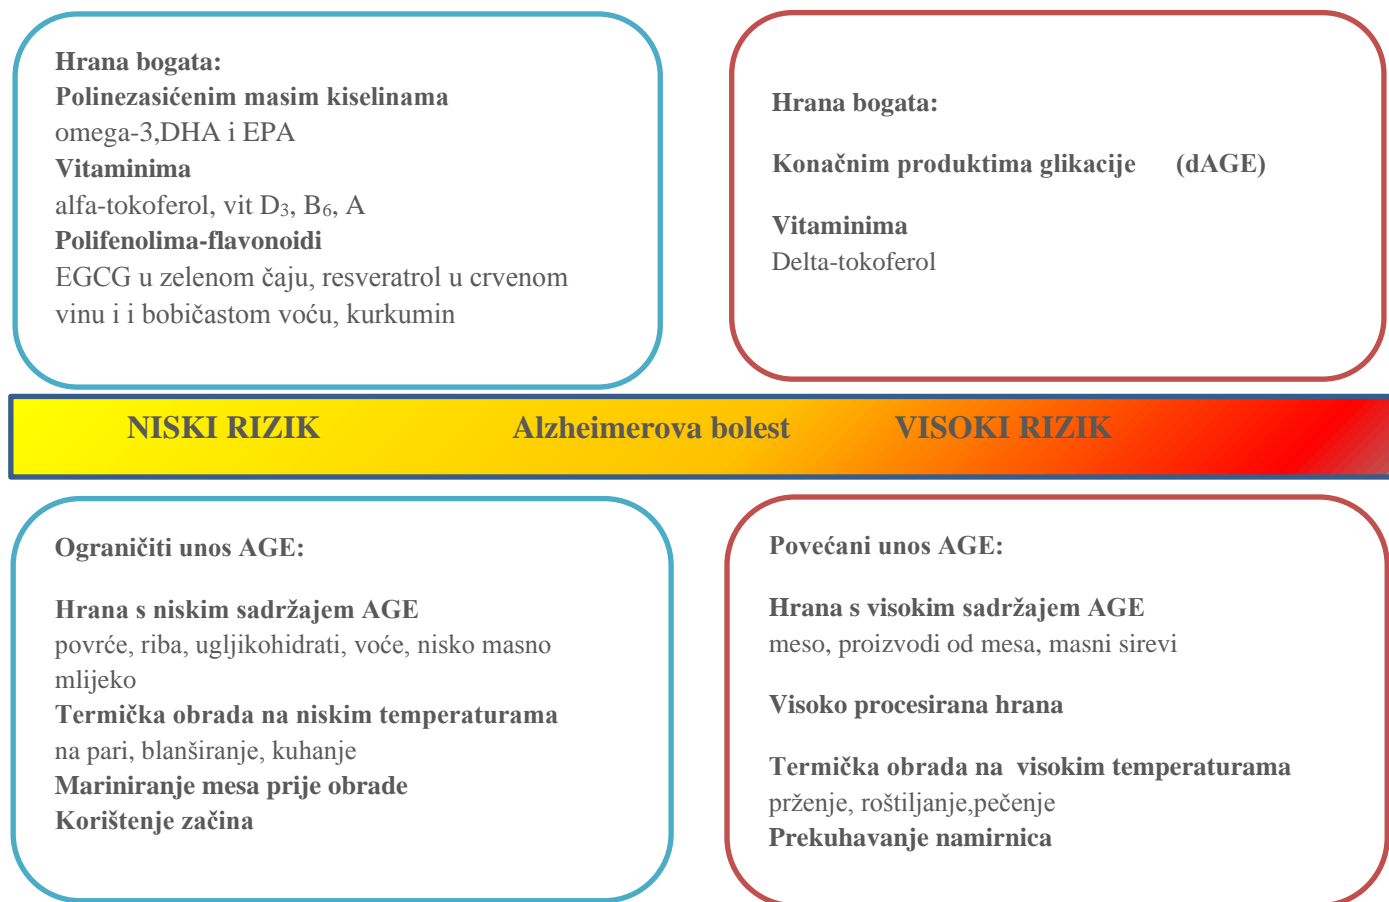 Hrana bogata:
Polinezasićenim masim kiselinama
omega-3,DHA i EPA
Vitaminima
alfa-tokoferol, vit D₃, B₆, A
Polifenolima-flavonoidi
EGCG u zelenom čaju, resveratrol u crvenom
vinu i i bobičastom voću, kurkumin
Hrana bogata:
Konačnim produktima glikacije (dAGE)
Vitaminima
Delta-tokoferol
NISKI RIZIK Alzheimerova bolest VISOKI RIZIK
Ograničiti unos AGE:
Hrana s niskim sadržajem AGE
povrće, riba, ugljikohidrati, voće, nisko masno
mlijeko
Termička obrada na niskim temperaturama
na pari, blanširanje, kuhanje
Mariniranje mesa prije obrade
Korištenje začina
Povećani unos AGE:
Hrana s visokim sadržajem AGE
meso, proizvodi od mesa, masni sirevi
Visoko procesirana hrana
Termička obrada na visokim temperaturama
prženje, roštiljanje,pečenje
Prekuhavanje namirnica